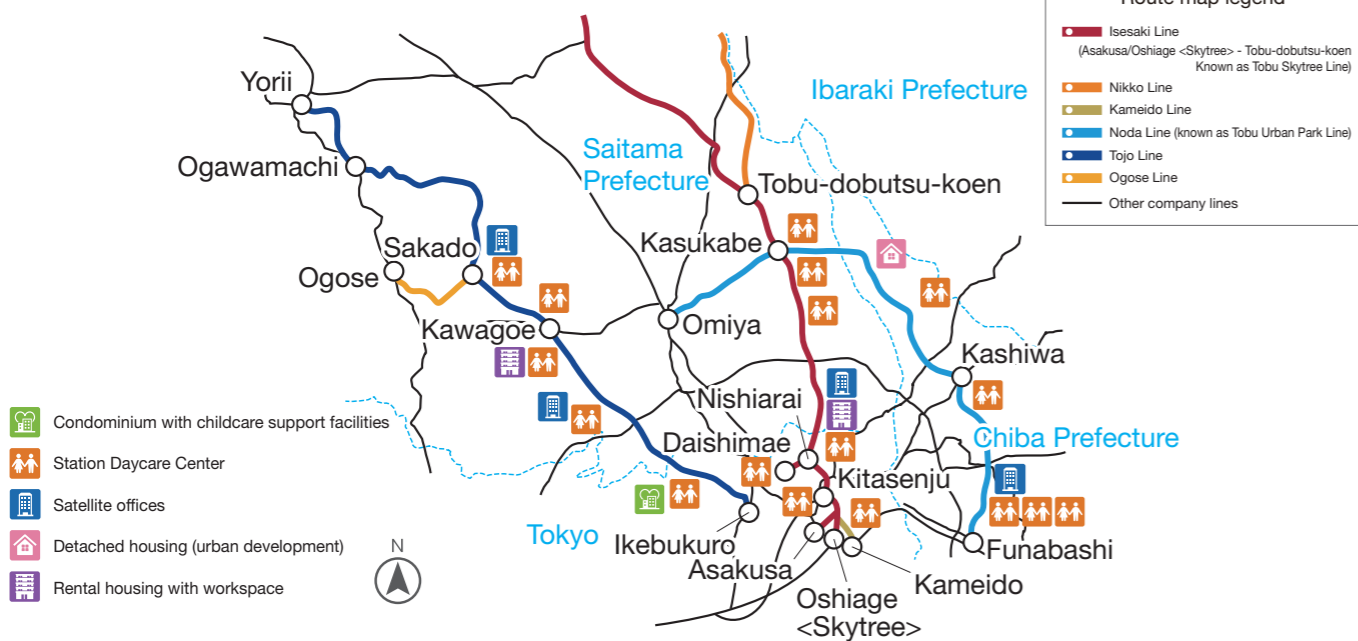 Route map legend
Isesaki Line
(Asakusa/Oshiage <Skytree> - Tobu-dobutsu-koen
Known as Tobu Skytree Line)
Nikko Line
Kameido Line
Noda Line (known as Tobu Urban Park Line)
Tojo Line
Ogose Line
Other company lines
Yorii
Ibaraki Prefecture
Ogawamachi
Saitama
Prefecture
Tobu-dobutsu-koen
Sakado
Kasukabe
Ogose
Kawagoe
Omiya
Kashiwa
Nishiarai
Daishimae
Chiba Prefecture
Kitasenju
Tokyo
Ikebukuro
Asakusa
Funabashi
Kameido
Oshiage
<Skytree>
Condominium with childcare support facilities
Station Daycare Center
Satellite offices
Detached housing (urban development)
Rental housing with workspace
N